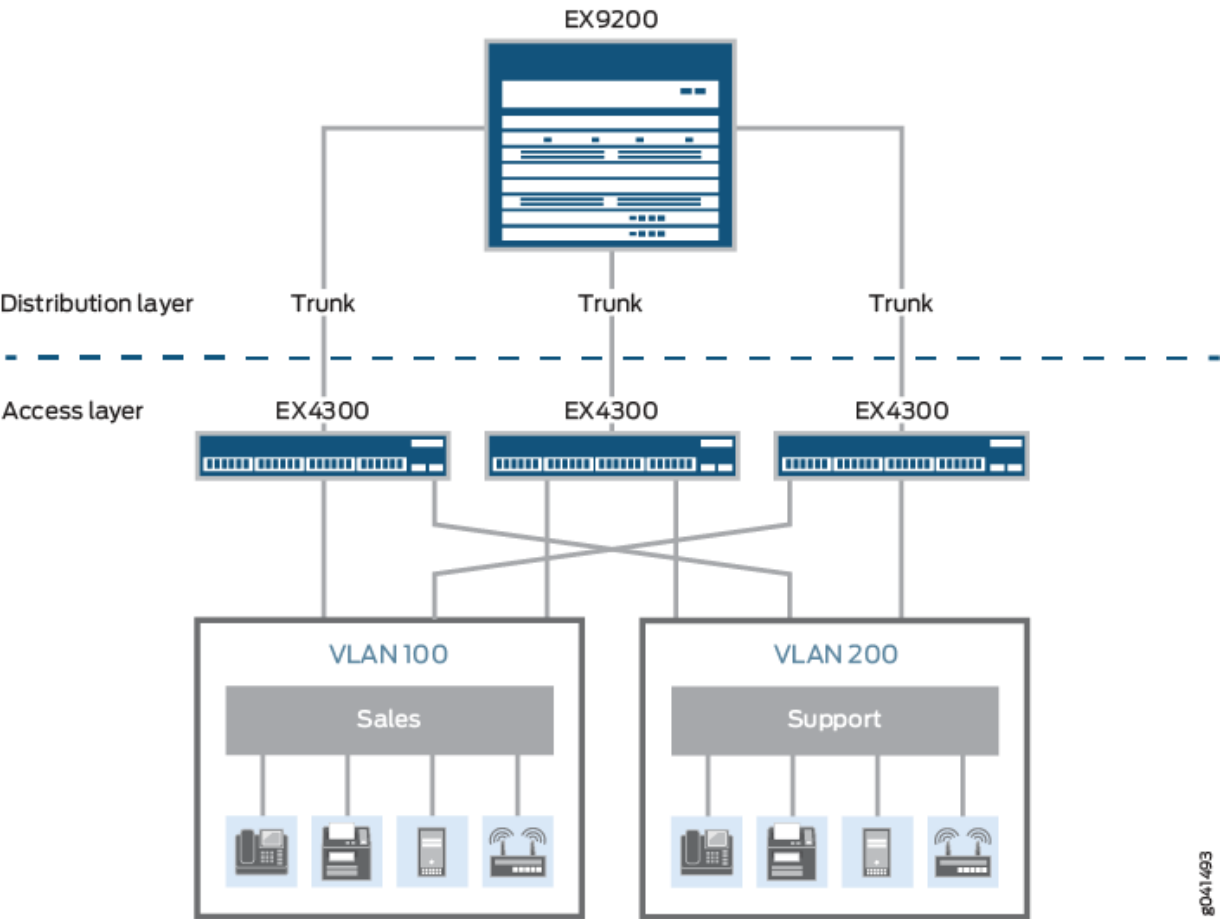 EX9200
Distribution layer Trunk Trunk Trunk
Access layer EX4300 EX4300 EX4300
VLAN 100 VLAN 200
Sales Support
g041493